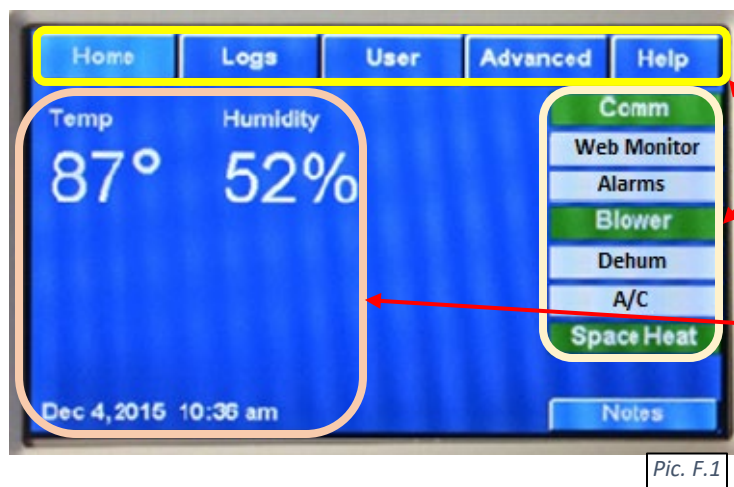 Home Logs User Advanced Help
Temp Humidity
87° 52%
Comm
Web Monitor
Alarms
Blower
Dehum
A/C
Space Heat
Dec 4,2015 10:36 am
Notes
Pic. F.1